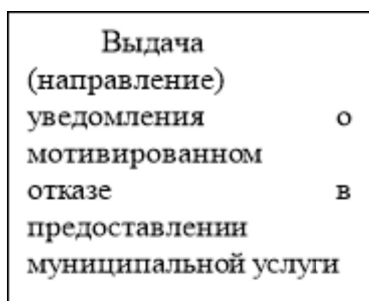 Выдача
(направление)
уведомления о
мотивированном
отказе в
предоставлении
муниципальной услуги